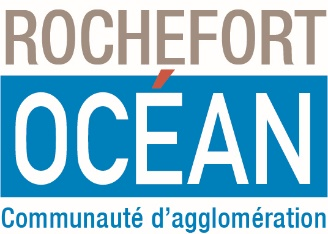 ROCHEFORT
OCÉAN
Communauté d'agglomération